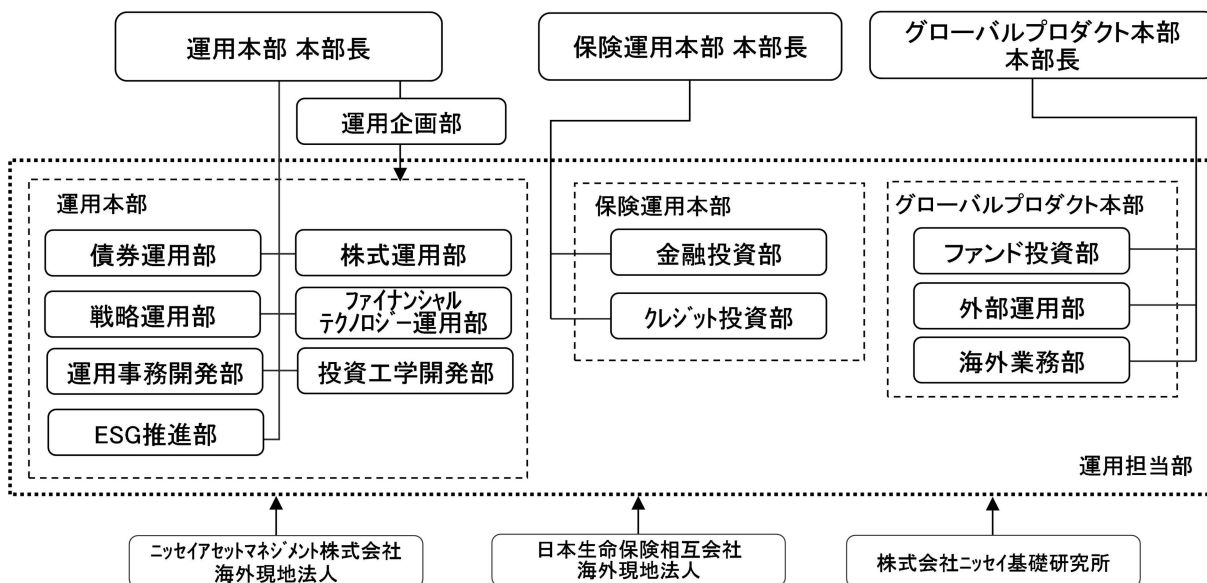 運用本部 本部長
保険運用本部 本部長
グローバルプロダクト本部
本部長
運用企画部
運用本部
債券運用部
株式運用部
戦略運用部
ファイナンシャル
テクノロジー運用部
運用事務開発部
投資工学開発部
ESG推進部
保険運用本部
金融投資部
クレジット投資部
グローバルプロダクト本部
ファンド投資部
外部運用部
海外業務部
運用担当部
ニッセイアセットマネジメント株式会社
海外現地法人
日本生命保険相互会社
海外現地法人
株式会社ニッセイ基礎研究所